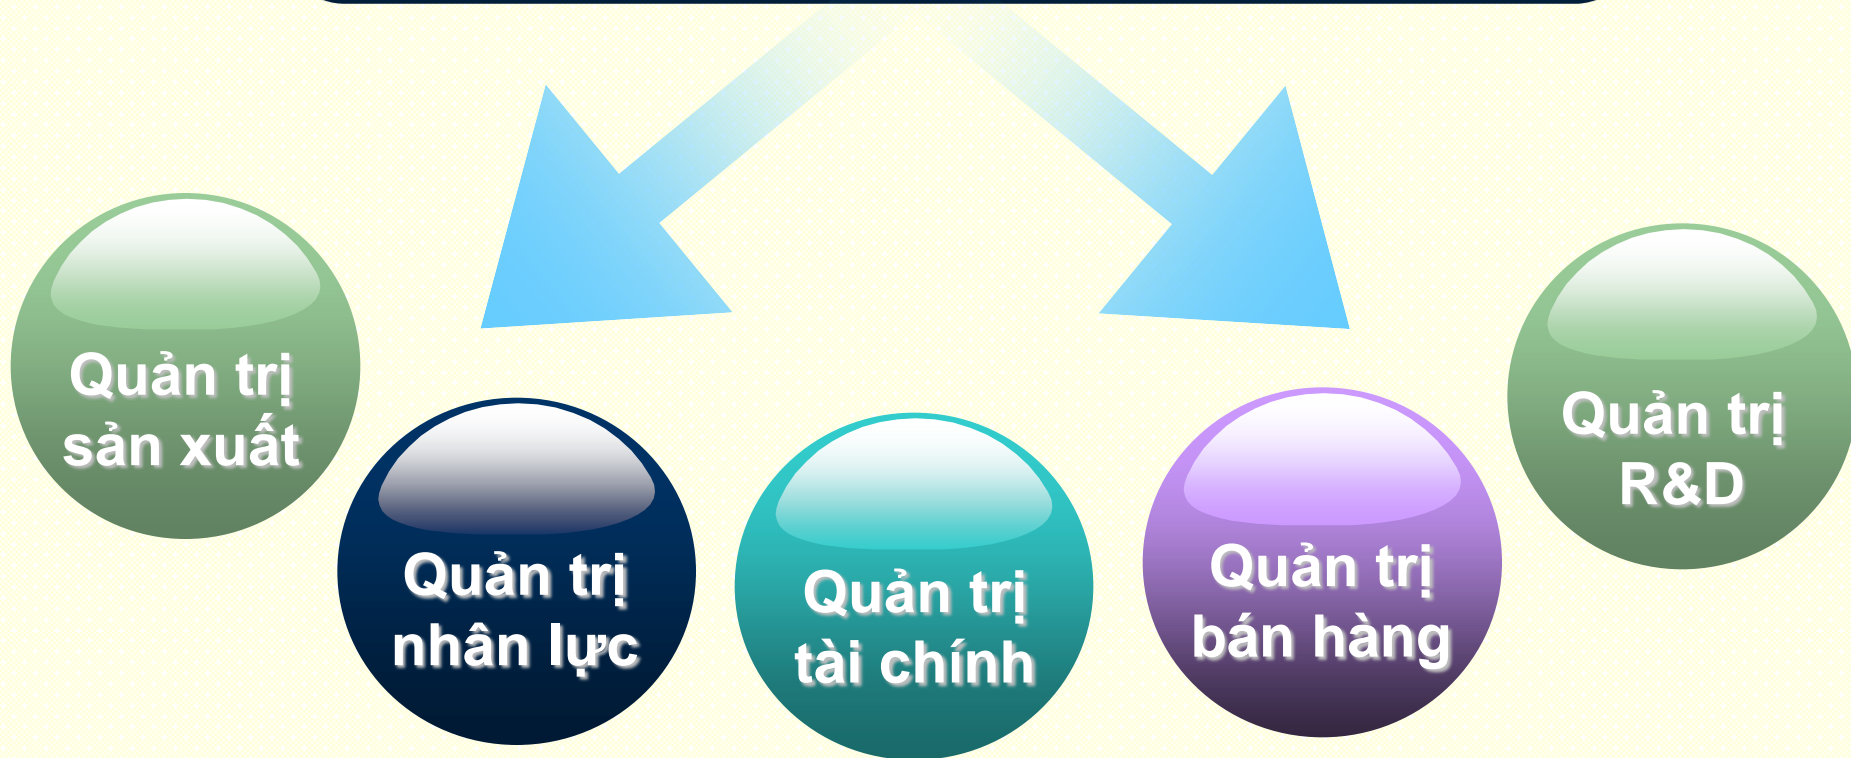 Quản trị
sản xuất
Quản trị
nhân lực
Quản trị
tài chính
Quản trị
bán hàng
Quản trị
R&D